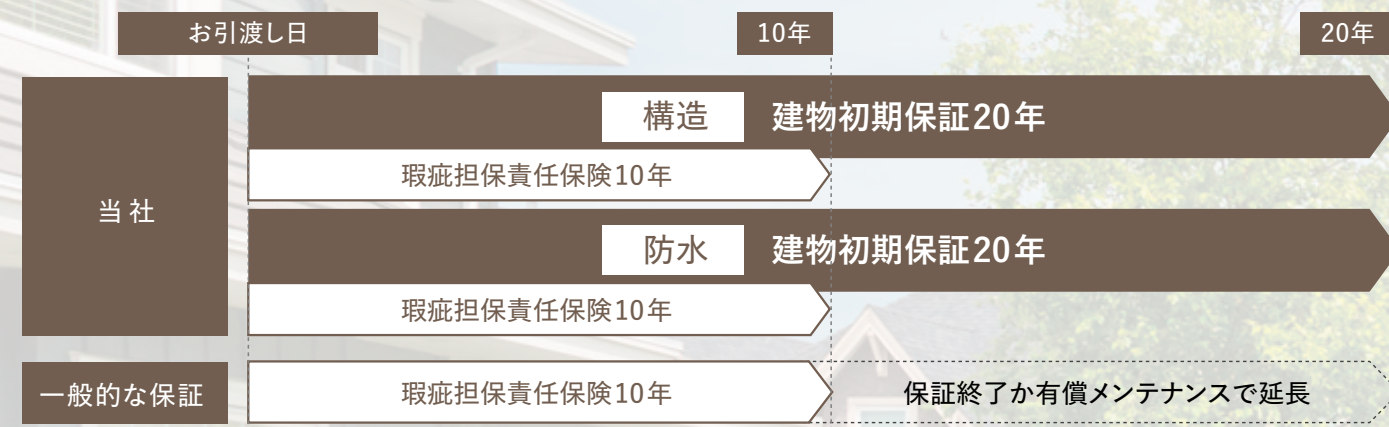 お引渡し日
10年
20年
当社
構造 建物初期保証20年
瑕疵担保責任保険10年
防水 建物初期保証20年
瑕疵担保責任保険10年
一般的な保証
瑕疵担保責任保険10年
保証終了か有償メンテナンスで延長